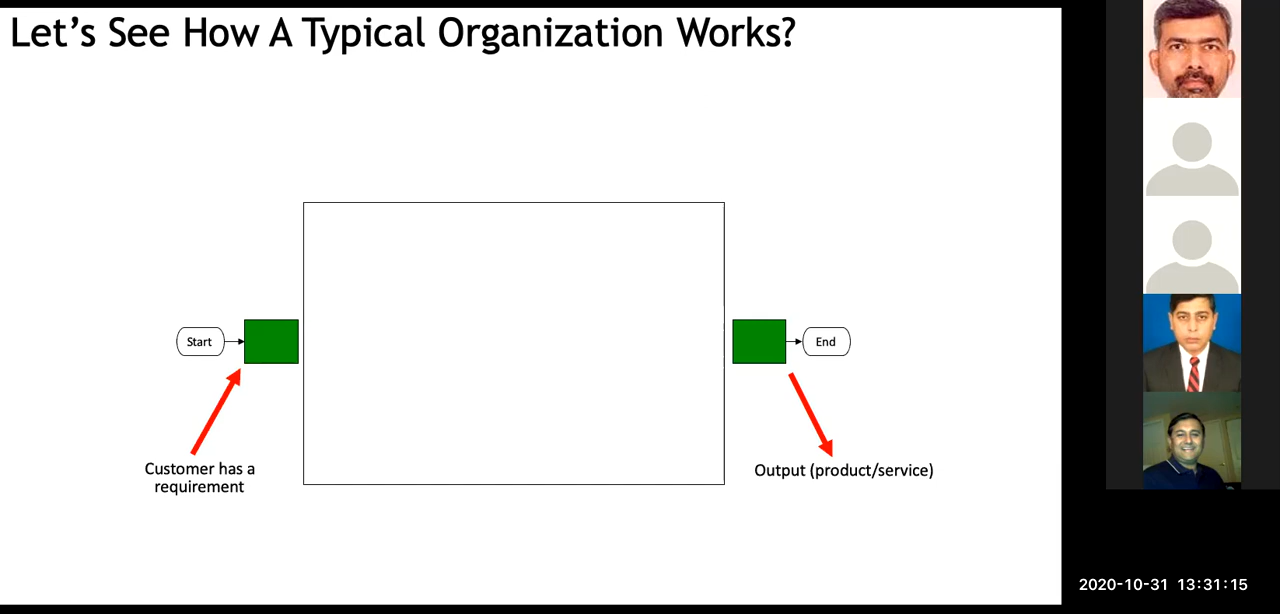 Let’s See How A Typical Organization Works?
Start
End
Customer has a
requirement
Output (product/service)
2020-10-31 13:31:15